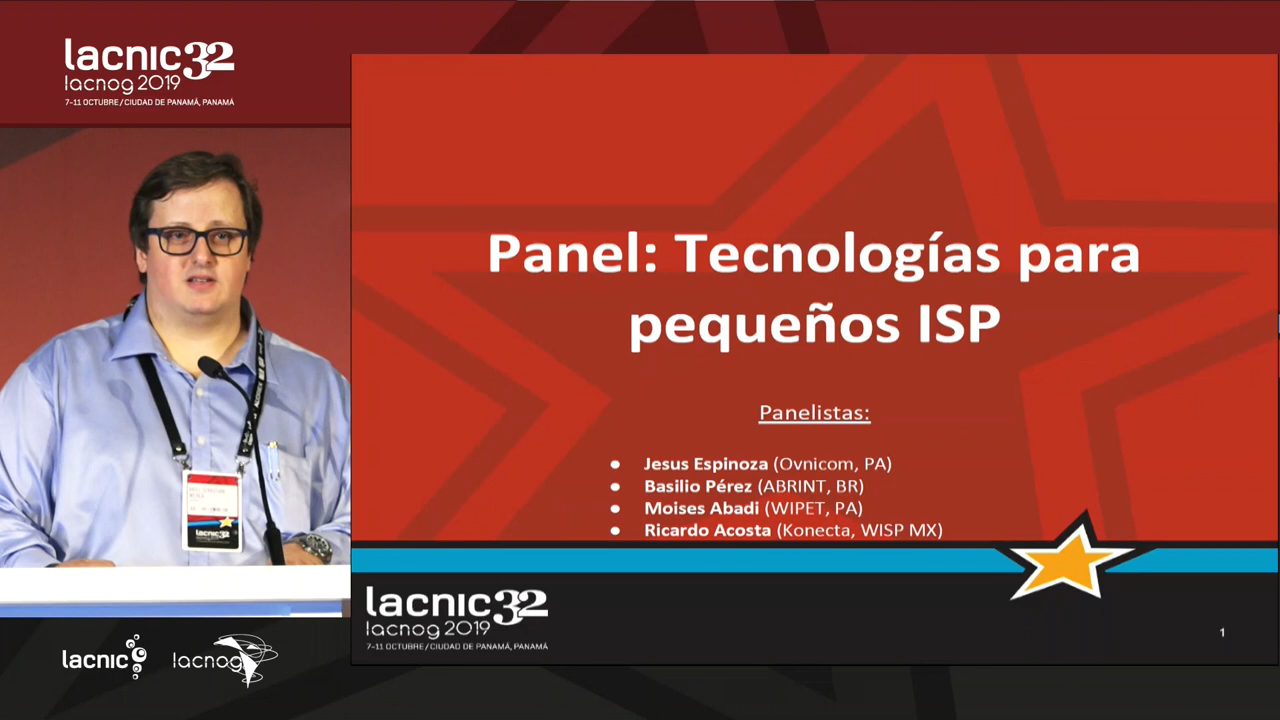 lacnic32
lacnog 2019
7-11 OCTUBRE / CIUDAD DE PANAMÁ, PANAMÁ
Panel: Tecnologías para
pequeños ISP
Panelistas:
● Jesus Espinoza (Ovnicom, PA)
● Basilio Pérez (ABRINT, BR)
● Moises Abadi (WIPET, PA)
● Ricardo Acosta (Konecta, WISP MX)
lacnic32
lacnic32
lacnog 2019
7-11 OCTUBRE / CIUDAD DE PANAMÁ, PANAMÁ
1
lacnic
lacnog